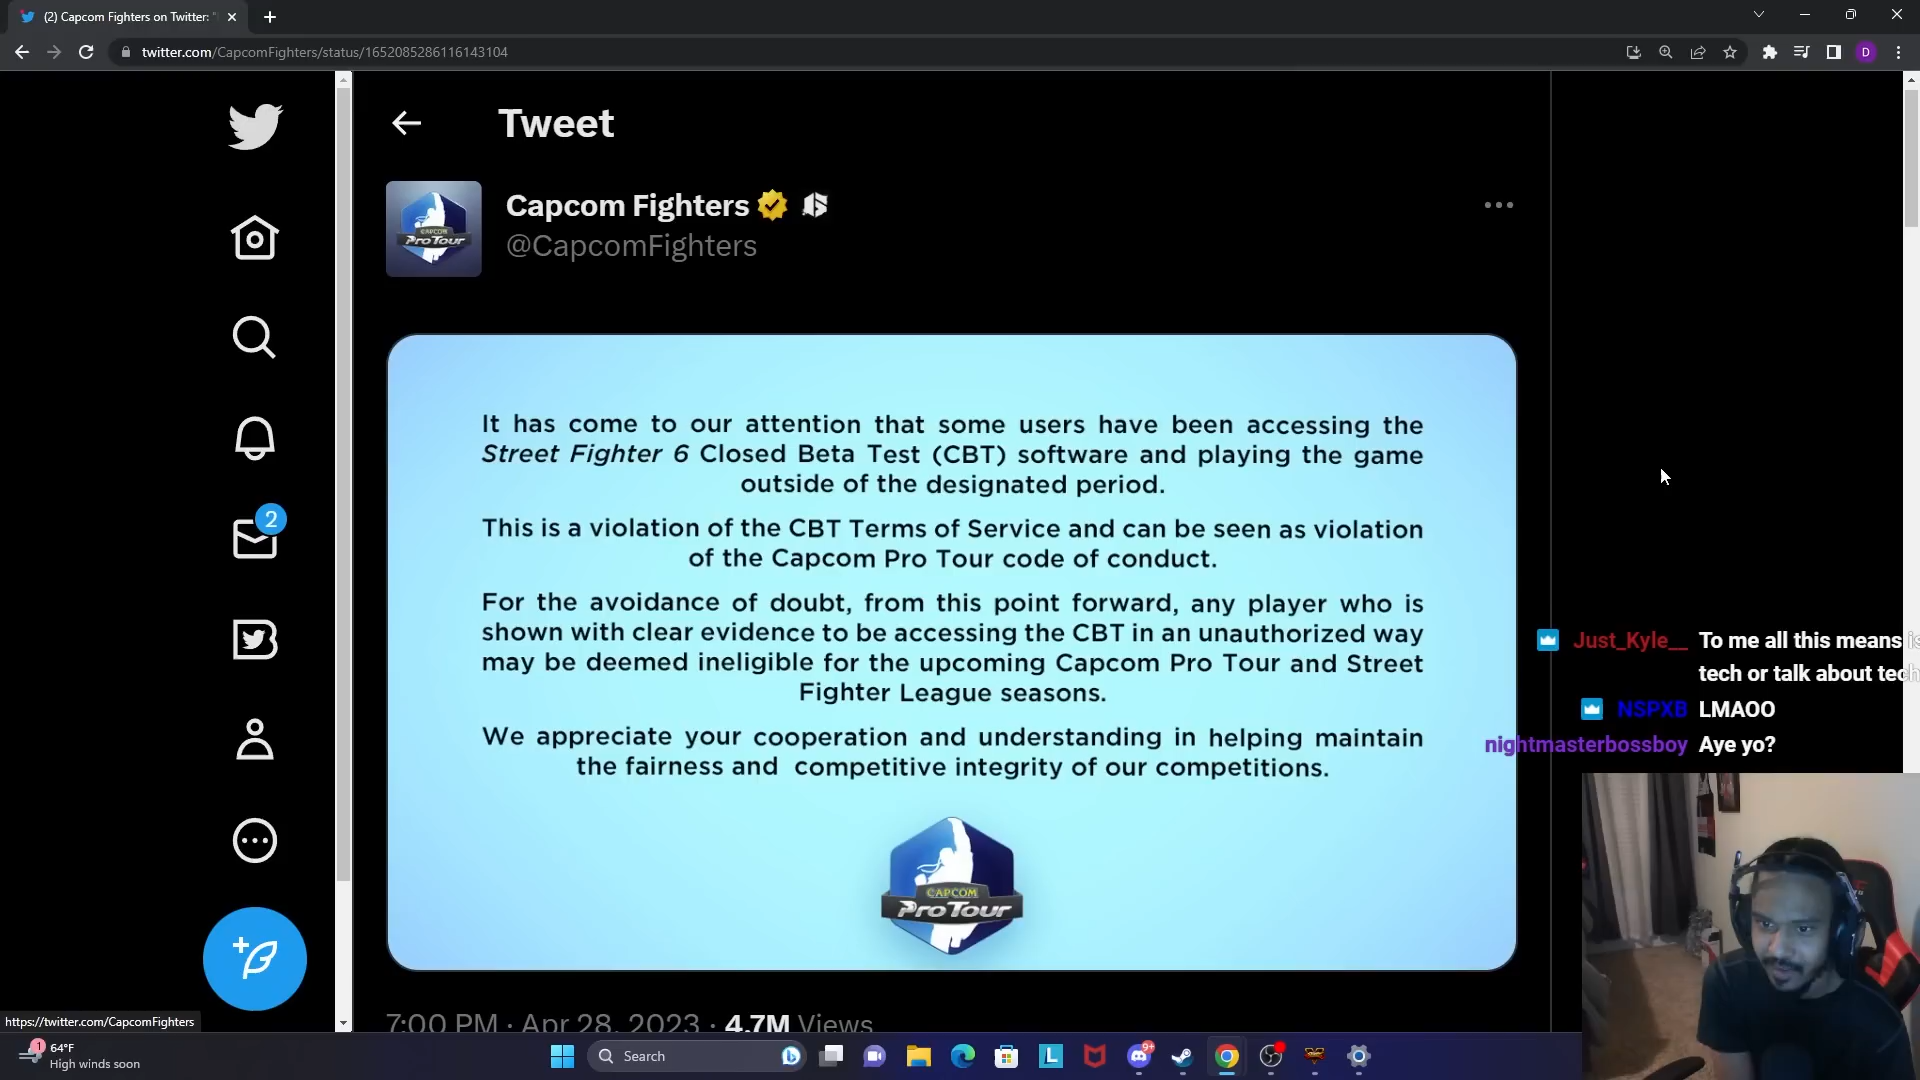 (2) Capcom Fighters on Twitter: "
twitter.com/CapcomFighters/status/1652085286116143104
D
Tweet
Capcom Fighters
@CapcomFighters
CAPCOM
Pro Tour
It has come to our attention that some users have been accessing the
Street Fighter 6 Closed Beta Test (CBT) software and playing the game
outside of the designated period.
This is a violation of the CBT Terms of Service and can be seen as violation
of the Capcom Pro Tour code of conduct.
For the avoidance of doubt, from this point forward, any player who is
shown with clear evidence to be accessing the CBT in an unauthorized way
may be deemed ineligible for the upcoming Capcom Pro Tour and Street
Fighter League seasons.
We appreciate your cooperation and understanding in helping maintain
the fairness and competitive integrity of our competitions.
CAPCOM
Pro Tour
2
Just_Kyle__ To me all this means is
tech or talk about tech
NSPXB LMAOO
nightmasterbossboy Aye yo?
7:00 PM · Apr 28, 2023 · 4.7M Views
https://twitter.com/CapcomFighters
1
64°F
High winds soon
Search
L
9+